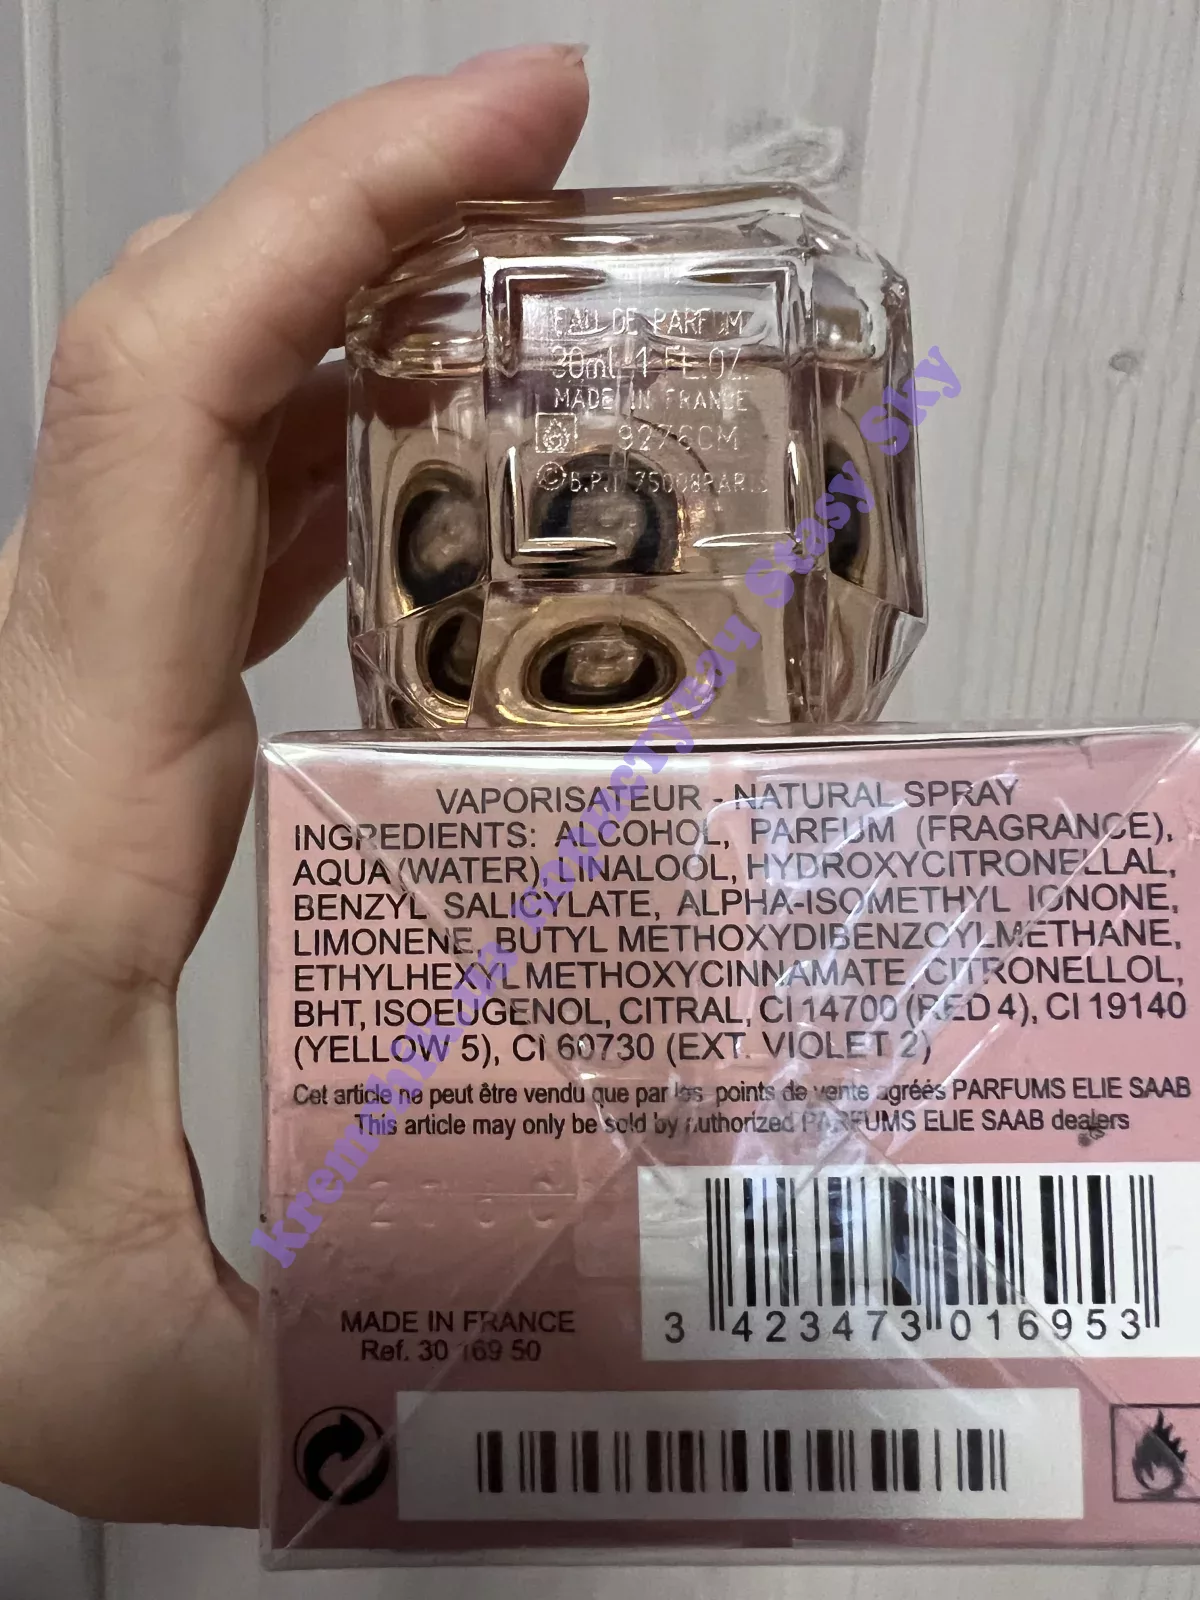 EAU DE PARFUM
30ml 1 FL.OZ.
MADE IN FRANCE
9276CM
© B.P.I 75008PARIS
VAPORISATEUR - NATURAL SPRAY
INGREDIENTS: ALCOHOL, PARFUM (FRAGRANCE),
AQUA (WATER), LINALOOL, HYDROXYCITRONELLAL,
BENZYL SALICYLATE, ALPHA-ISOMETHYL IONONE,
LIMONENE, BUTYL METHOXYDIBENZOYLMETHANE,
ETHYLHEXYL METHOXYCINNAMATE, CITRONELLOL,
BHT, ISOEUGENOL, CITRAL, CI 14700 (RED 4), CI 19140
(YELLOW 5), CI 60730 (EXT. VIOLET 2)
Cet article ne peut être vendu que par les points de vente agréés PARFUMS ELIE SAAB
This article may only be sold by authorized PARFUMS ELIE SAAB dealers
MADE IN FRANCE
Ref. 30 169 50
3 423473 016953
Stasy Sky